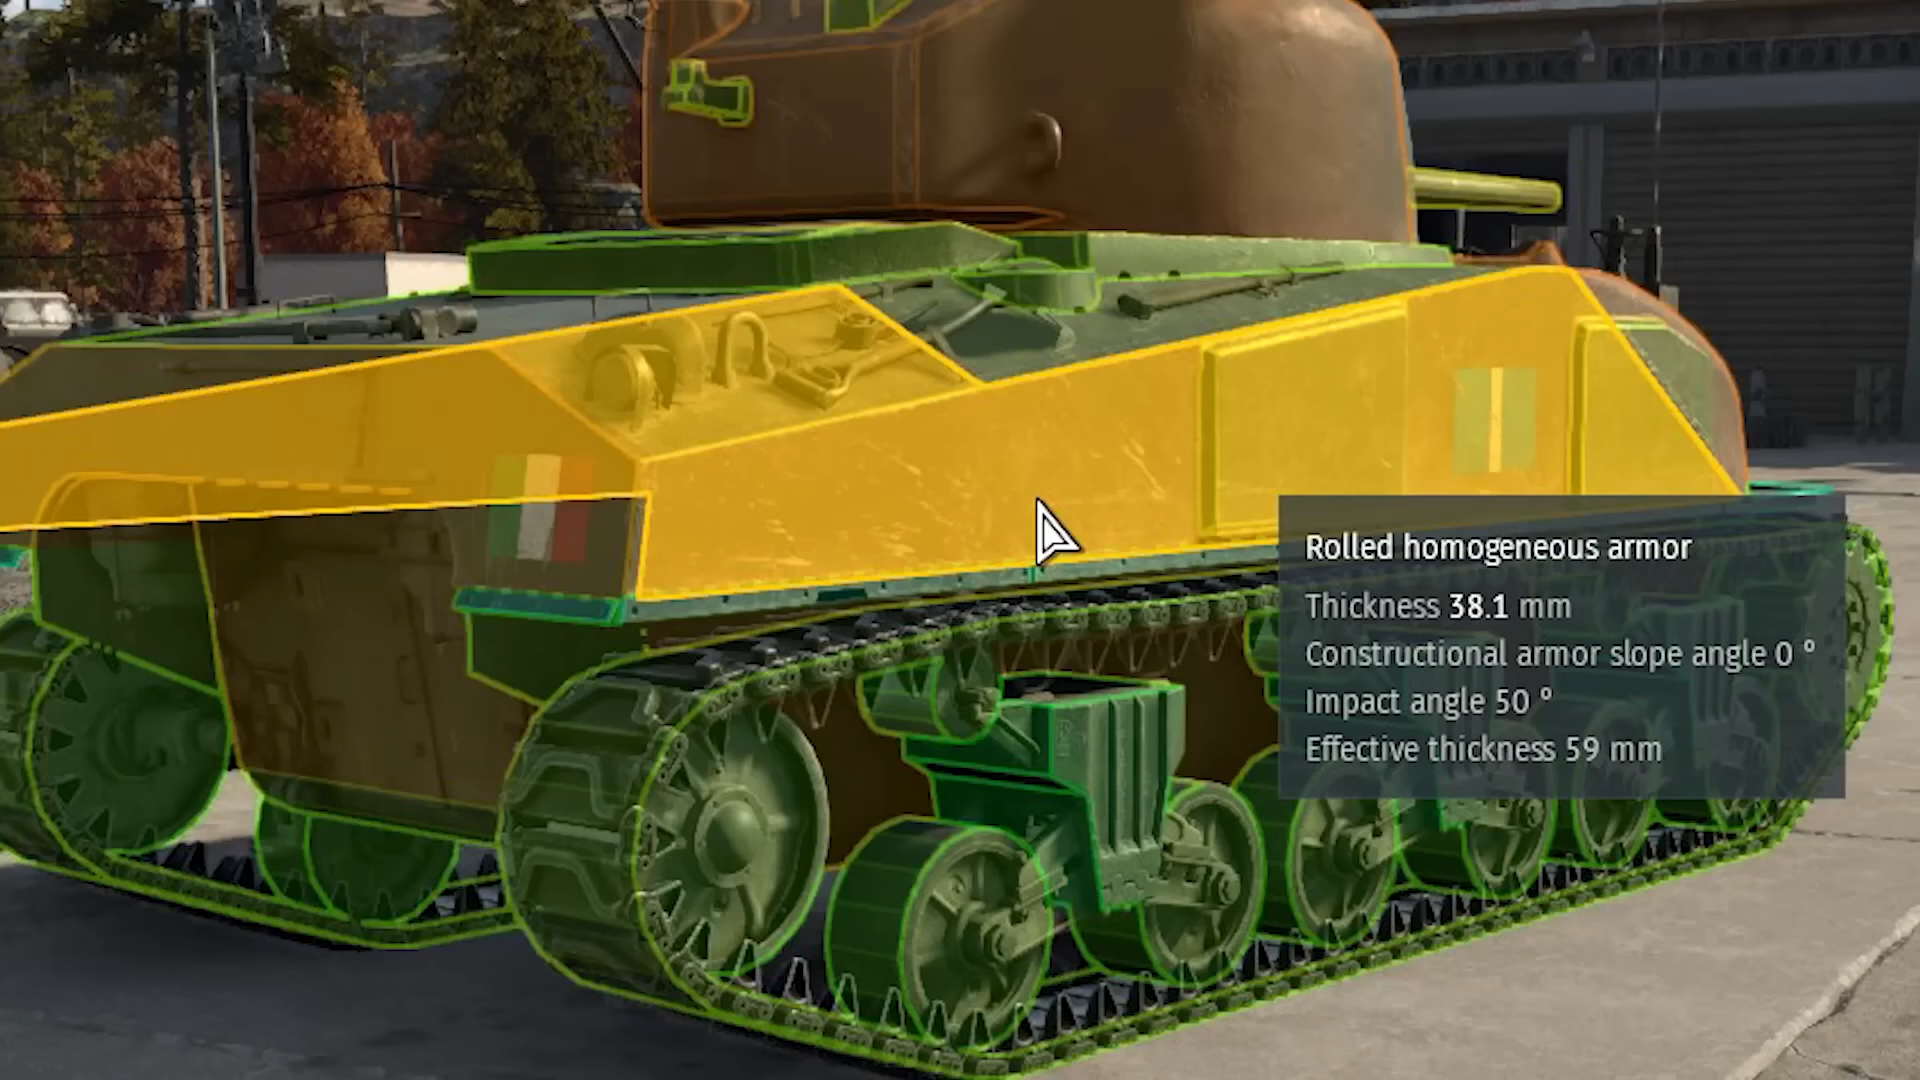 Rolled homogeneous armor
Thickness 38.1 mm
Constructional armor slope angle 0 º
Impact angle 50 º
Effective thickness 59 mm